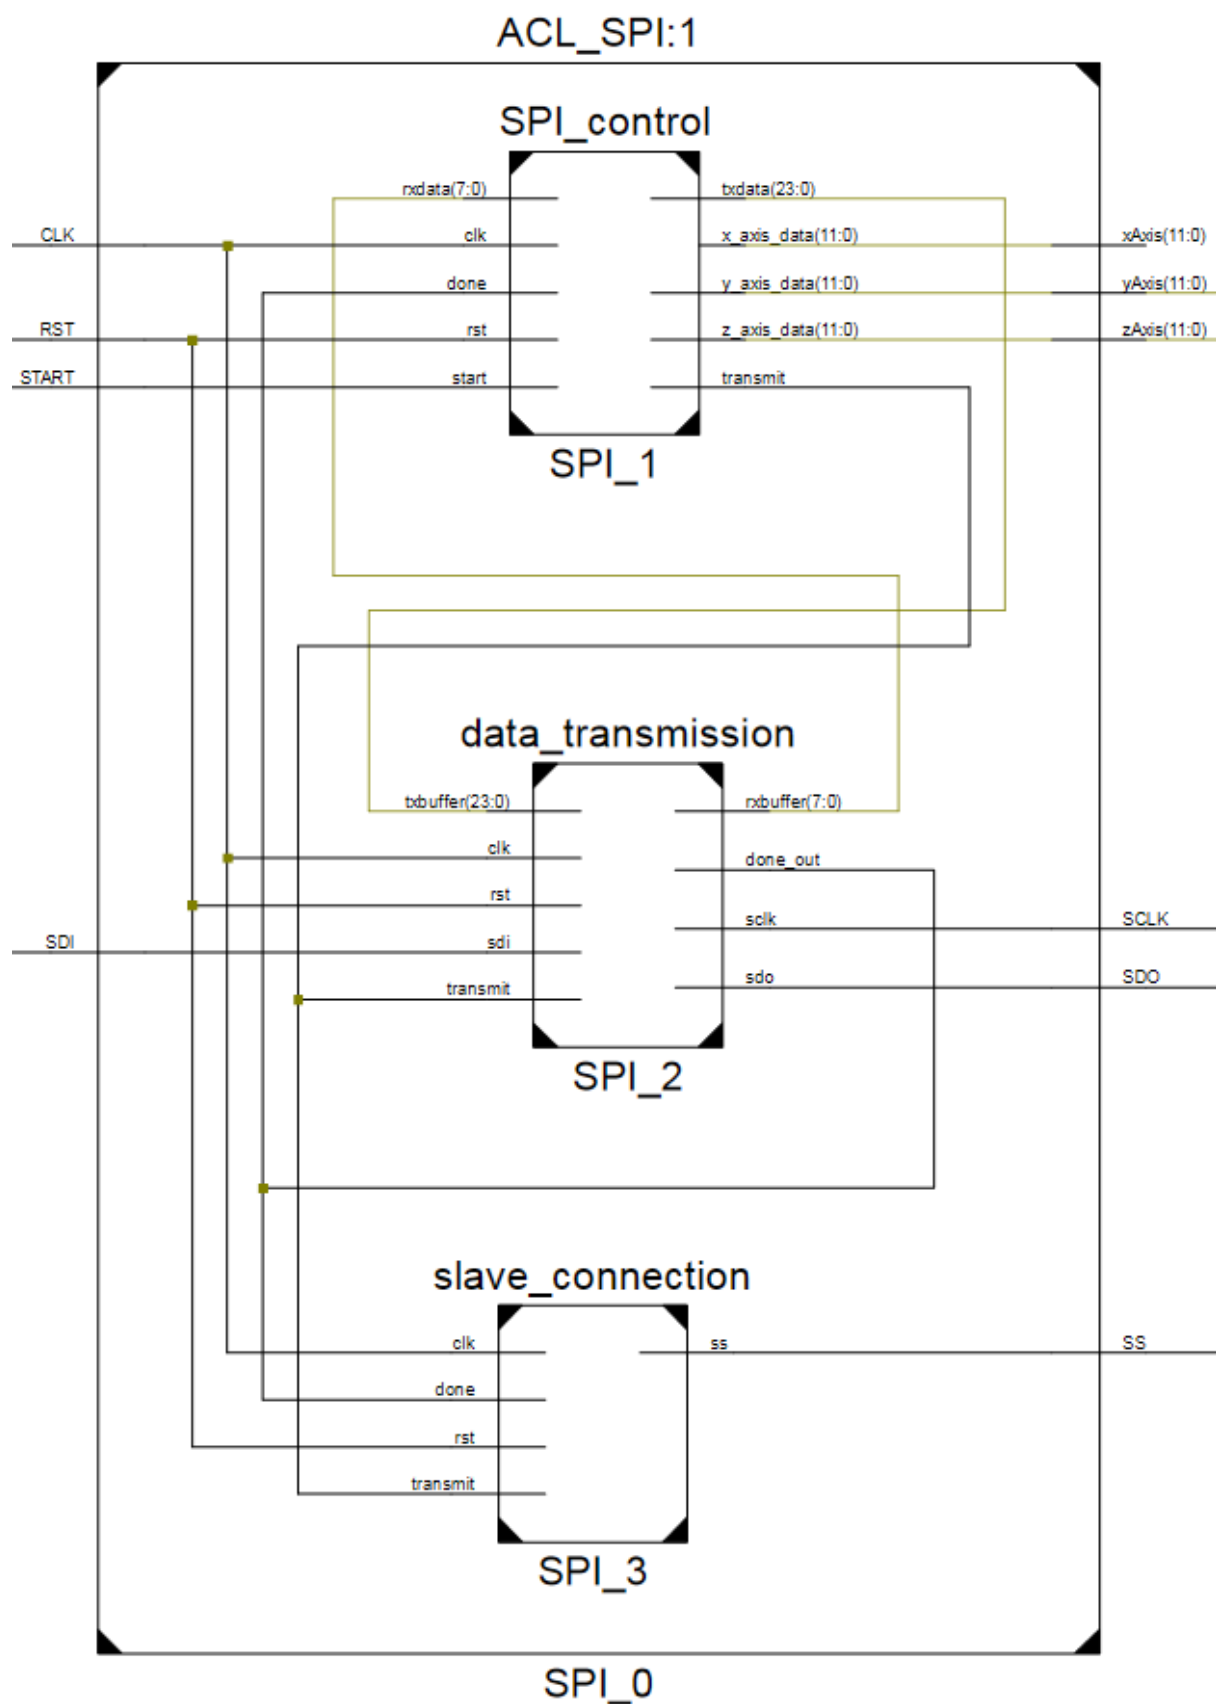 ACL_SPI:1
SPI_control
rxdata(7:0) txdata(23:0)
CLK clk x_axis_data(11:0) xAxis(11:0)
done y_axis_data(11:0) yAxis(11:0)
RST rst z_axis_data(11:0) zAxis(11:0)
START start transmit
SPI_1
data_transmission
txbuffer(23:0) rxbuffer(7:0)
clk done_out
rst sclk SCLK
SDI sdi
transmit sdo SDO
SPI_2
slave_connection
clk ss SS
done
rst
transmit
SPI_3
SPI_0